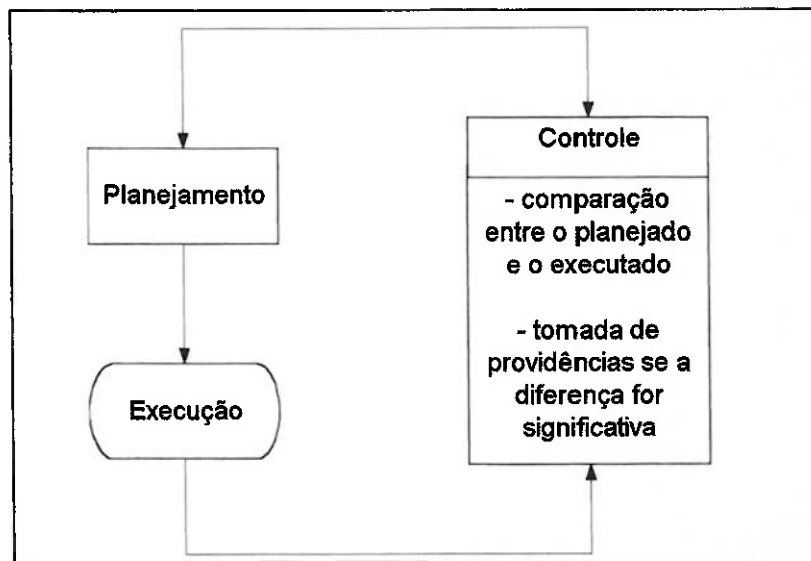 Planejamento
Execução
Controle
- comparação
entre o planejado
e o executado
- tomada de
providências se a
diferença for
significativa